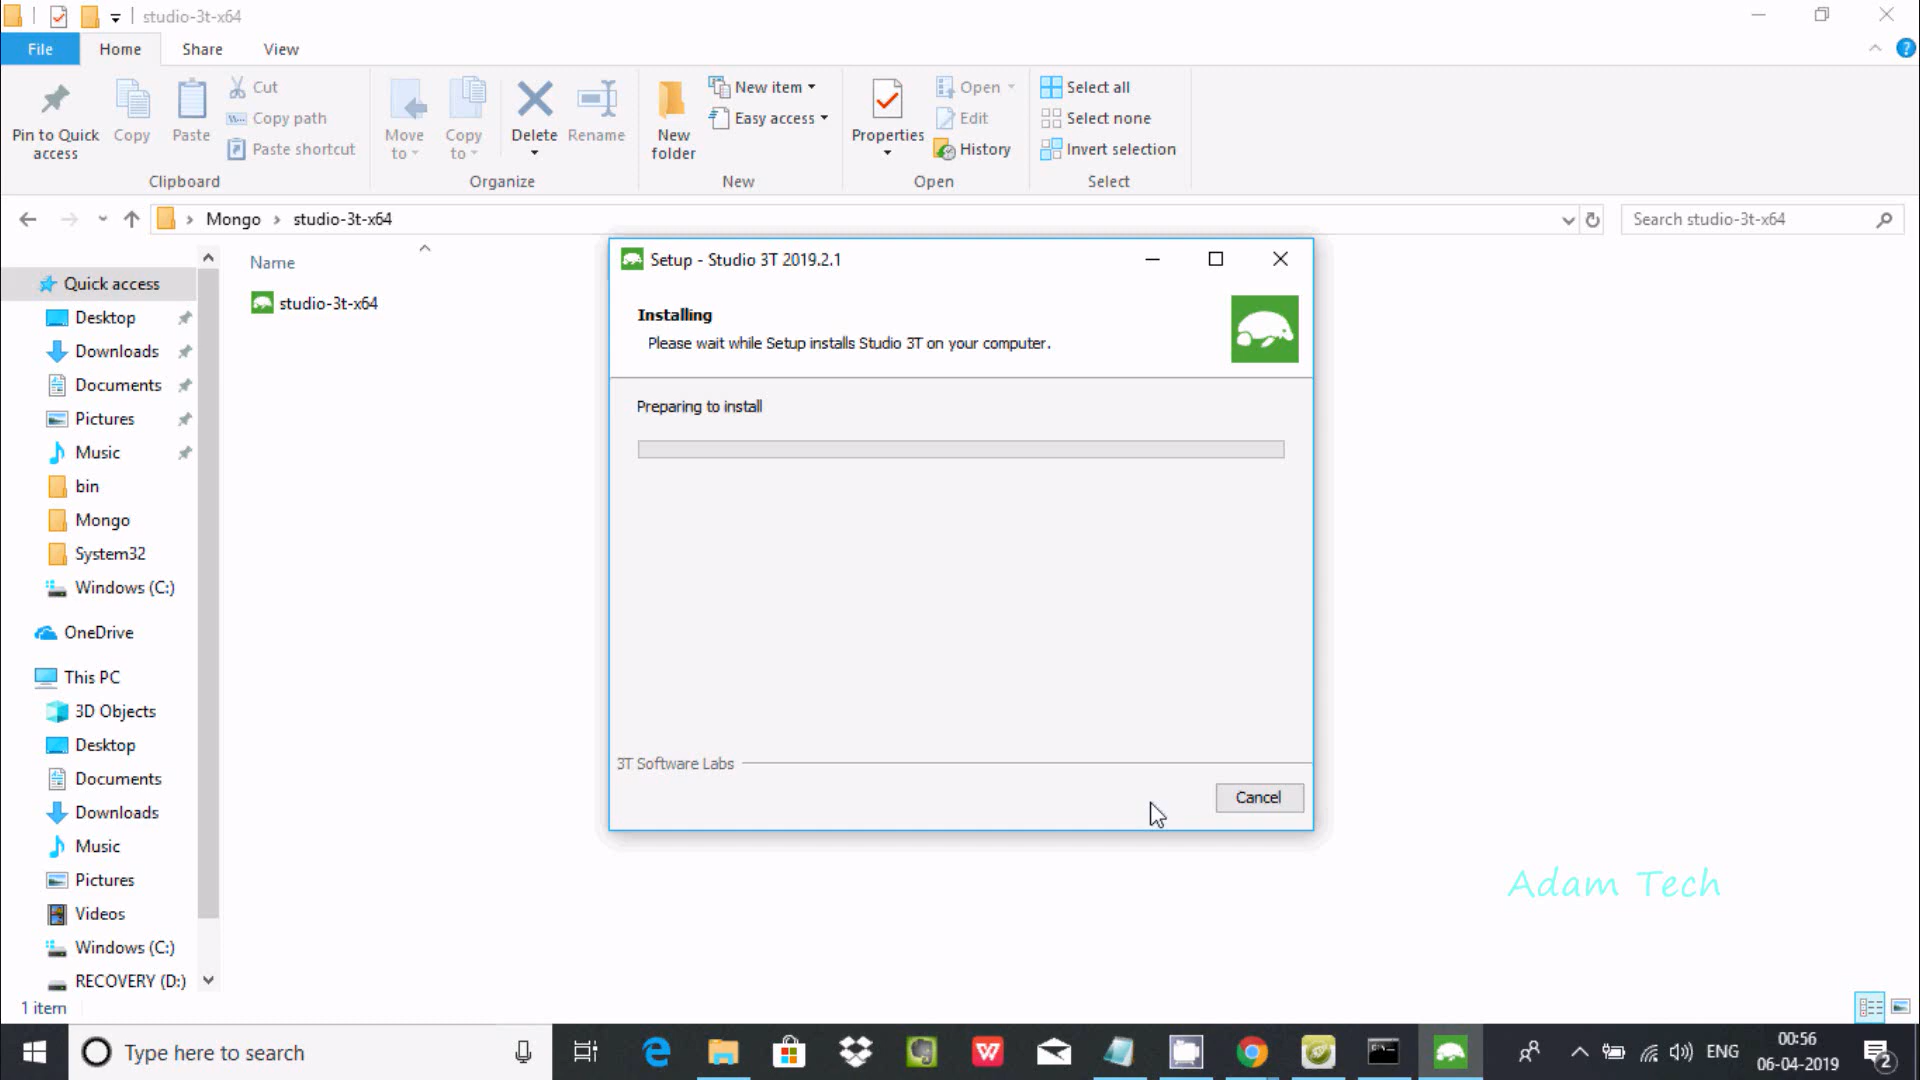 studio-3t-x64
File Home Share View
Pin to Quick access
Copy
Paste
Cut
Copy path
Paste shortcut
Clipboard
Move to
Copy to
Delete
Rename
Organize
New folder
New item
Easy access
New
Properties
Open
Edit
History
Open
Select all
Select none
Invert selection
Select
Mongo > studio-3t-x64
Search studio-3t-x64
Quick access
Desktop
Downloads
Documents
Pictures
Music
bin
Mongo
System32
Windows (C:)
OneDrive
This PC
3D Objects
Desktop
Documents
Downloads
Music
Pictures
Videos
Windows (C:)
RECOVERY (D:)
1 item
Name
studio-3t-x64
Setup - Studio 3T 2019.2.1
Installing
Please wait while Setup installs Studio 3T on your computer.
Preparing to install
3T Software Labs
Cancel
Adam Tech
Type here to search
ENG
00:56
06-04-2019
2